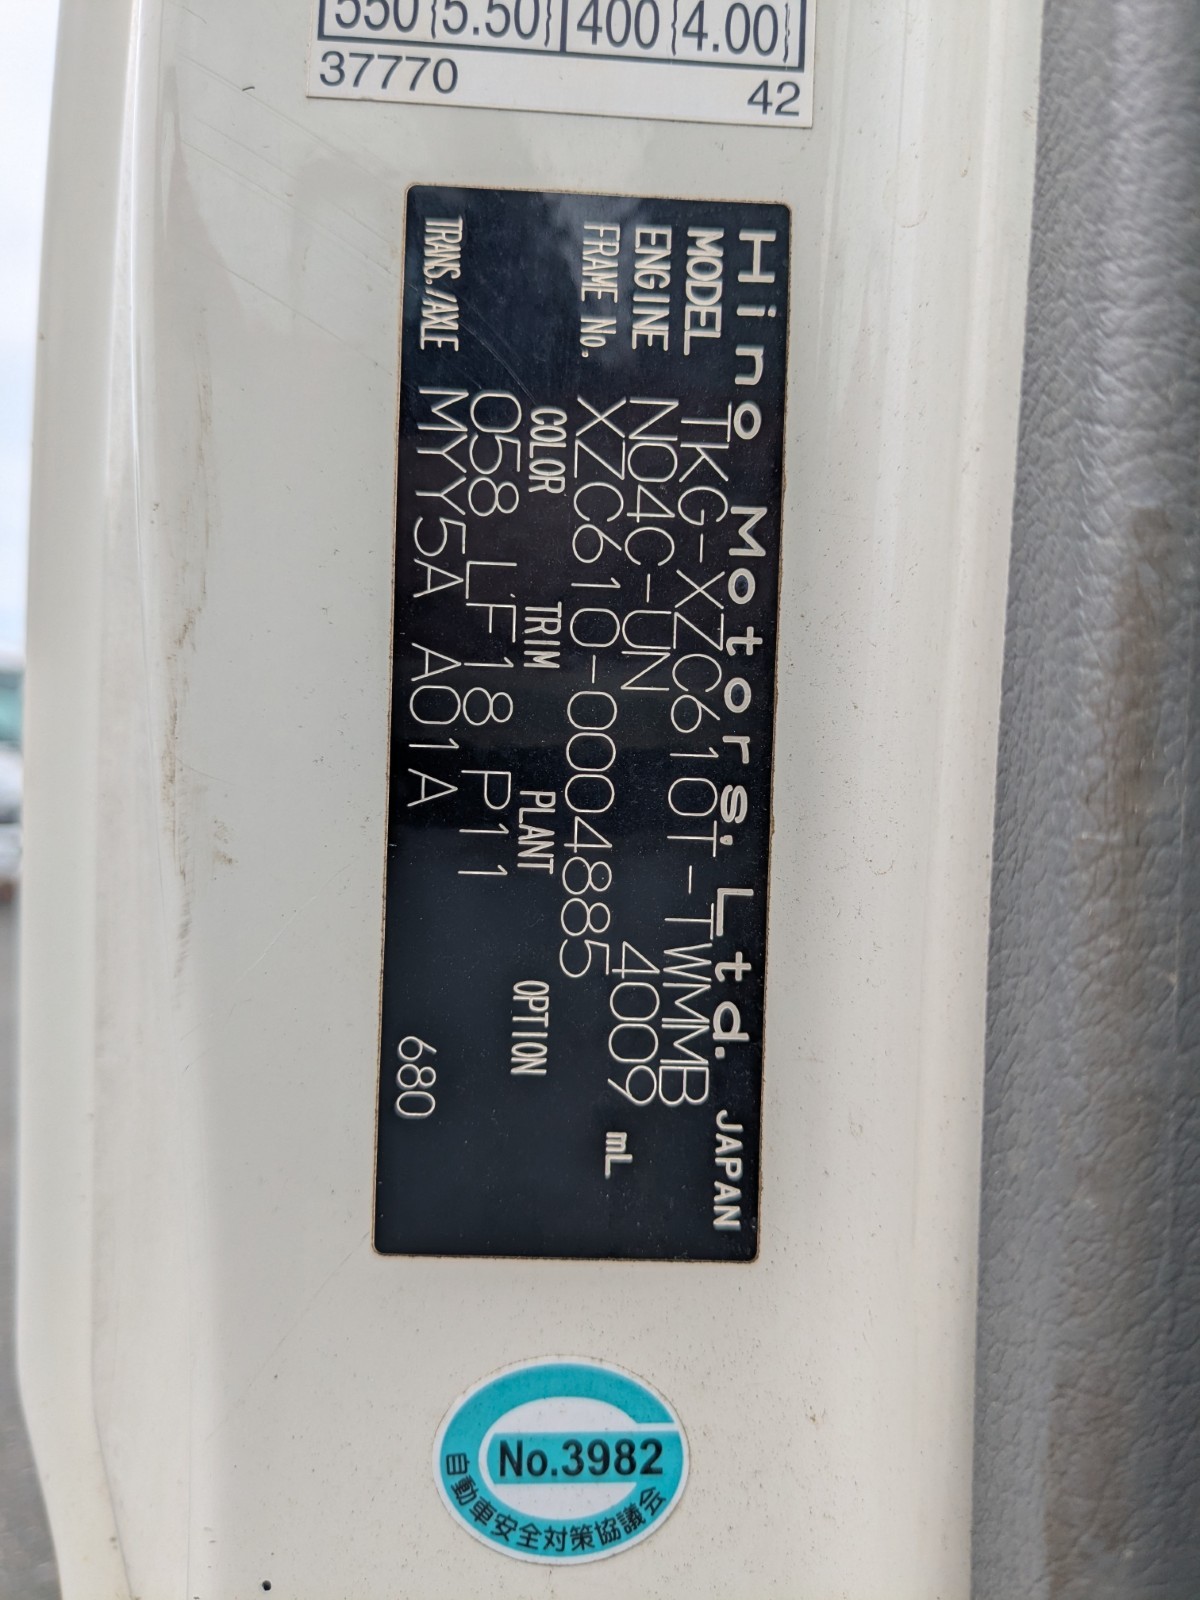 550{5.50} 400{4.00}
37770 42
Hino Motors, Ltd. JAPAN
MODEL TKG-XZC610T-TWMMB
ENGINE N04C-UN 4009 mL
FRAME No. XZC610-0004885
COLOR TRIM PLANT OPTION
058 LF18 P11
TRANS./AXLE MYY5A A01A 680
No.3982
自動車安全対策協議会